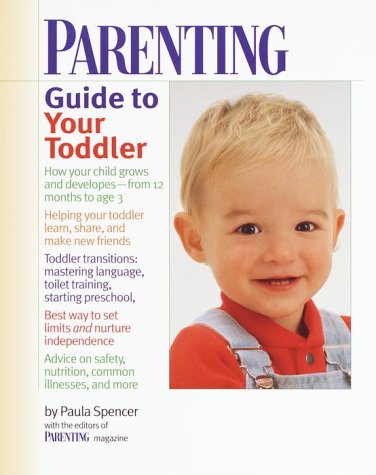 PARENTING
Guide to
Your
Toddler
How your child grows
and developes—from 12
months to age 3
Helping your toddler
learn, share, and
make new friends
Toddler transitions:
mastering language,
toilet training,
starting preschool,
Best way to set
limits and nurture
independence
Advice on safety,
nutrition, common
illnesses, and more
by Paula Spencer
with the editors of
PARENTING magazine